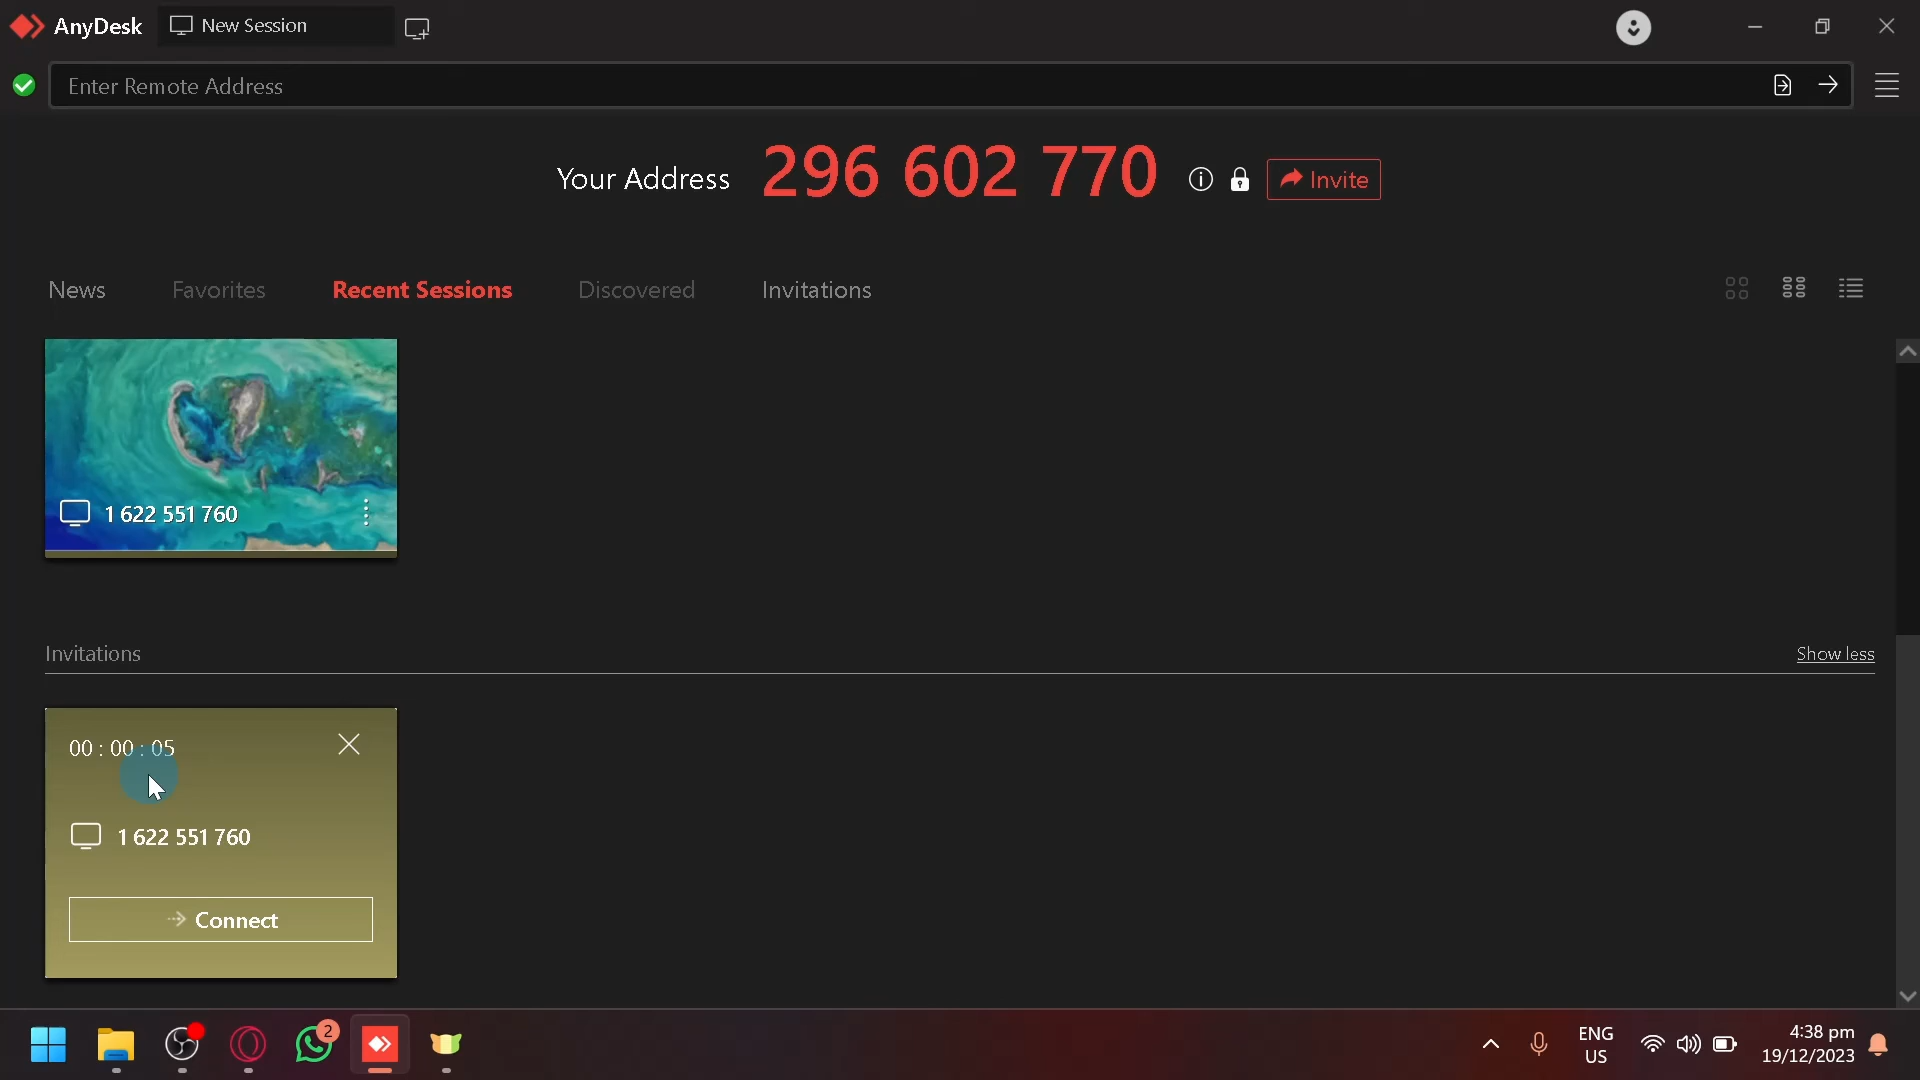 AnyDesk
New Session
Enter Remote Address
Your Address 296 602 770 Invite
News Favorites Recent Sessions Discovered Invitations
1 622 551 760
Invitations Show less
00 : 00 : 05
1 622 551 760
Connect
2
ENG
US
4:38 pm
19/12/2023